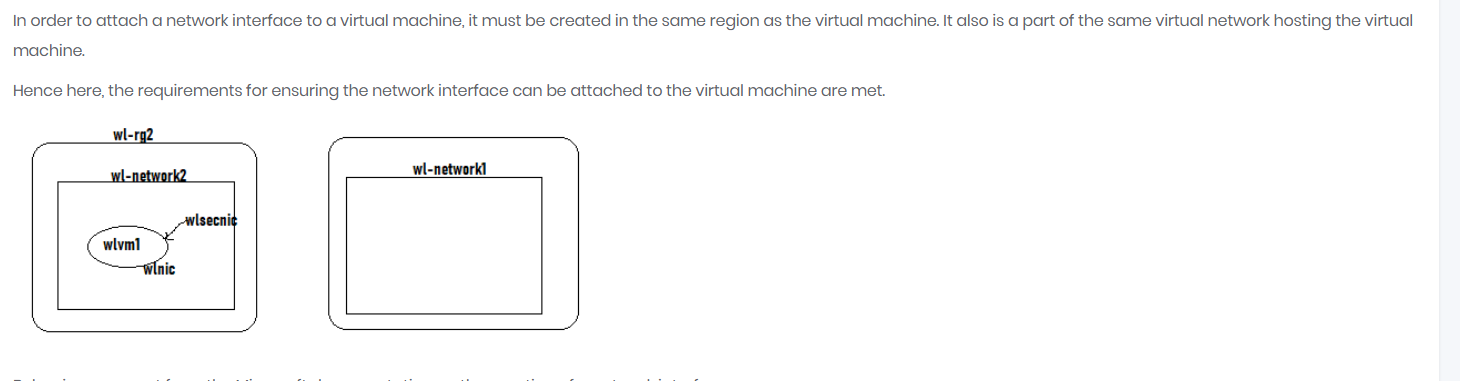 In order to attach a network interface to a virtual machine, it must be created in the same region as the virtual machine. It also is a part of the same virtual network hosting the virtual
machine.
Hence here, the requirements for ensuring the network interface can be attached to the virtual machine are met.
wl-rg2
wl-network2
wlsecnic
wlvm1
wlnic
wl-network1